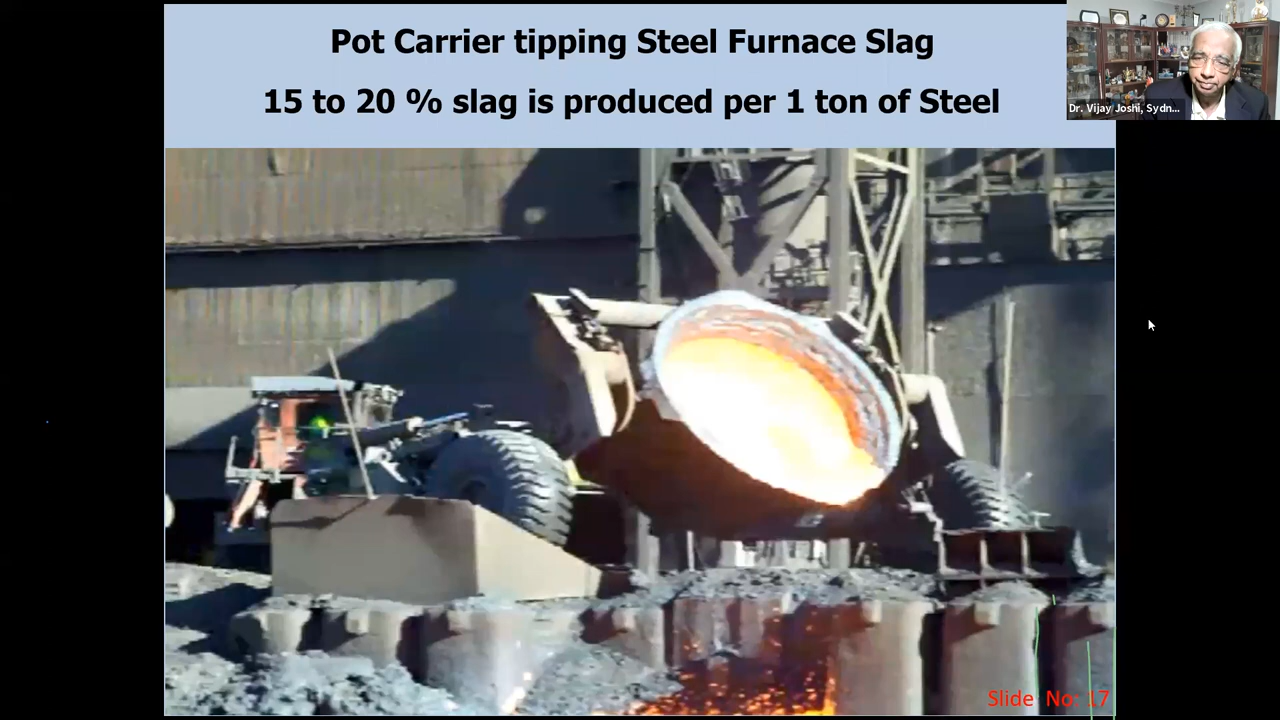 Pot Carrier tipping Steel Furnace Slag
15 to 20 % slag is produced per 1 ton of Steel
Dr. Vijay Joshi, Sydn...
Slide No: 17